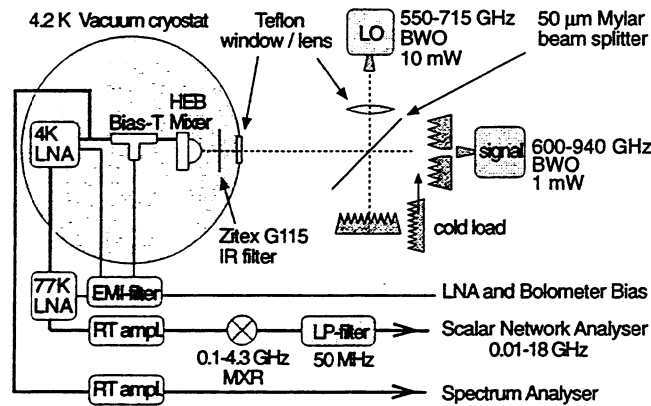 4.2 K Vacuum cryostat
Teflon
window / lens
LO
550-715 GHz
BWO
10 mW
50 µm Mylar
beam splitter
4K
LNA
Bias-T
HEB
Mixer
signal
600-940 GHz
BWO
1 mW
Zitex G115
IR filter
cold load
77K
LNA
EMI-filter
LNA and Bolometer Bias
RT ampl.
LP-filter
Scalar Network Analyser
0.01-18 GHz
0.1-4.3 GHz
MXR
50 MHz
RT ampl.
Spectrum Analyser